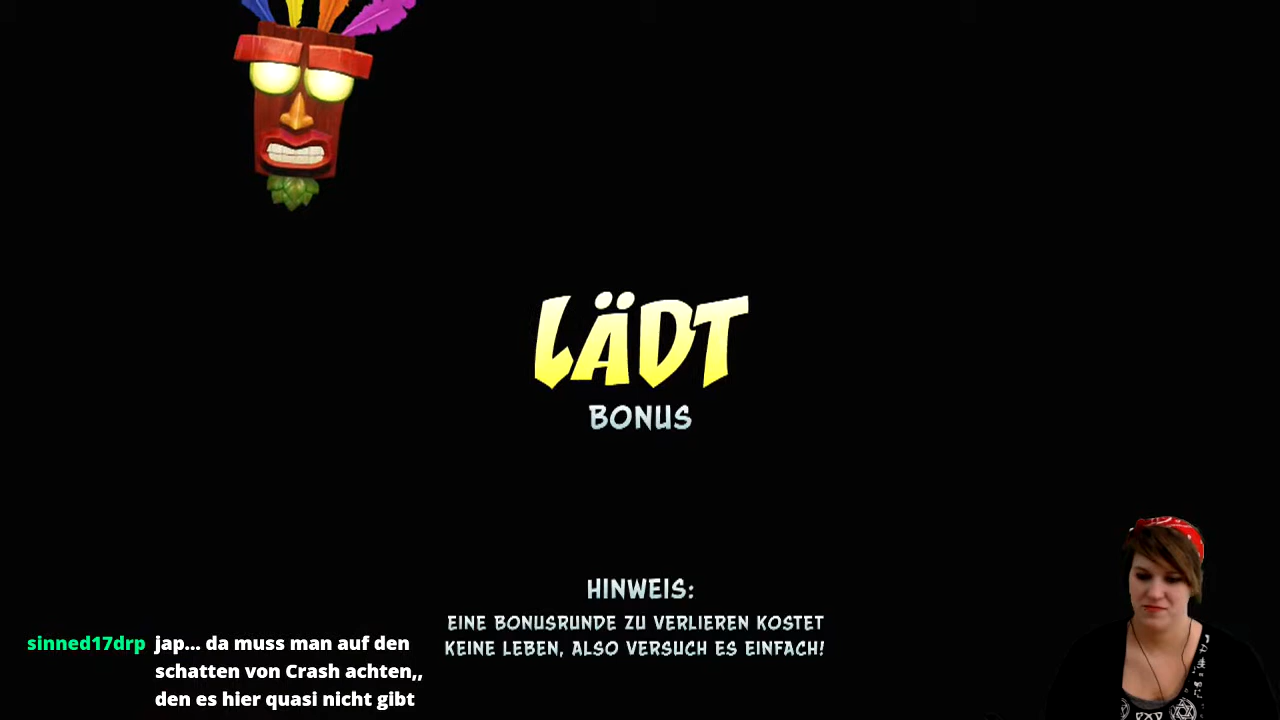 LÄDT
BONUS
HINWEIS:
EINE BONUSRUNDE ZU VERLIEREN KOSTET
KEINE LEBEN, ALSO VERSUCH ES EINFACH!
sinned17drp jap... da muss man auf den
schatten von Crash achten,,
den es hier quasi nicht gibt